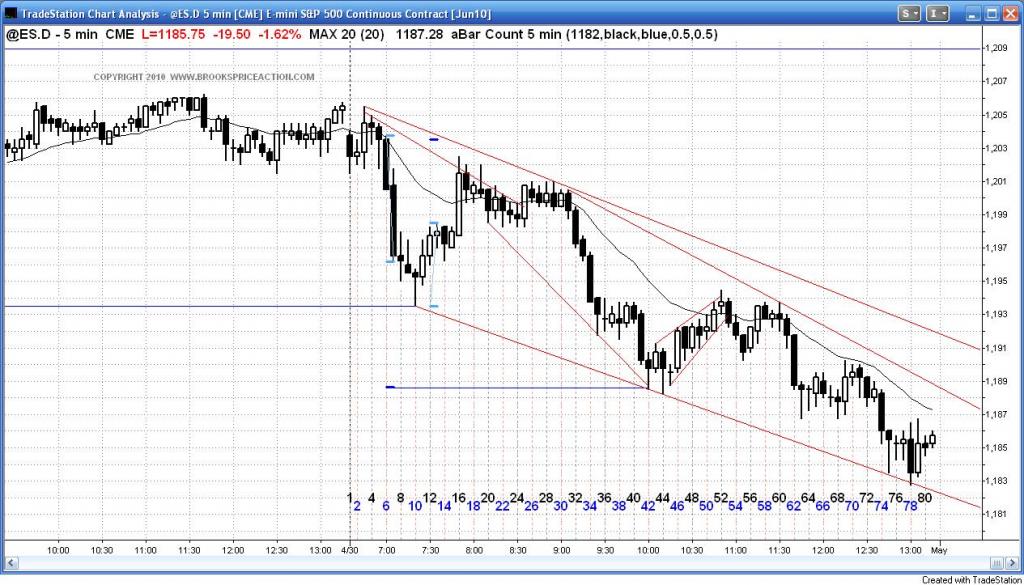 TradeStation Chart Analysis - @ES.D 5 min [CME] E-mini S&P 500 Continuous Contract [Jun10]
S I
@ES.D - 5 min CME L=1185.75 -19.50 -1.62% MAX 20 (20) 1187.28 aBar Count 5 min (1182,black,blue,0.5,0.5)
1,209
COPYRIGHT 2010 WWW.BROOKSPRICEACTION.COM
1,207
1,205
1,203
1,201
1,199
1,197
1,195
1,193
1,191
1,189
1,187
1,185
1,183
1,181
1 4 8 12 16 20 24 28 32 36 40 44 48 52 56 60 64 68 72 76 80
2 6 10 14 18 22 26 30 34 38 42 46 50 54 58 62 66 70 74 78
10:00 10:30 11:00 11:30 12:00 12:30 13:00 4/30 7:00 7:30 8:00 8:30 9:00 9:30 10:00 10:30 11:00 11:30 12:00 12:30 13:00 May
Created with TradeStation